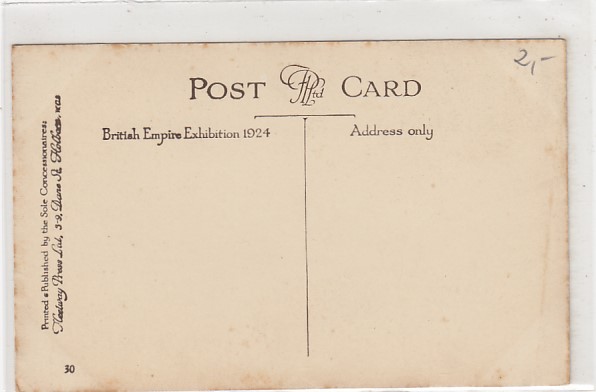 POST CARD
2,-
British Empire Exhibition 1924
Address only
Printed & Published by the Sole Concessionaires:
Fleetway Press Ltd., 3-9, Dane St. Holborn. WC2
30